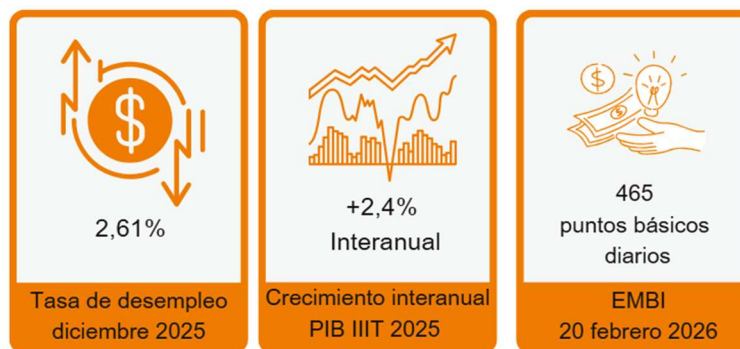 $
2,61%
Tasa de desempleo
diciembre 2025
+2,4%
Interanual
Crecimiento interanual
PIB IIIT 2025
$
$
465
puntos básicos
diarios
EMBI
20 febrero 2026